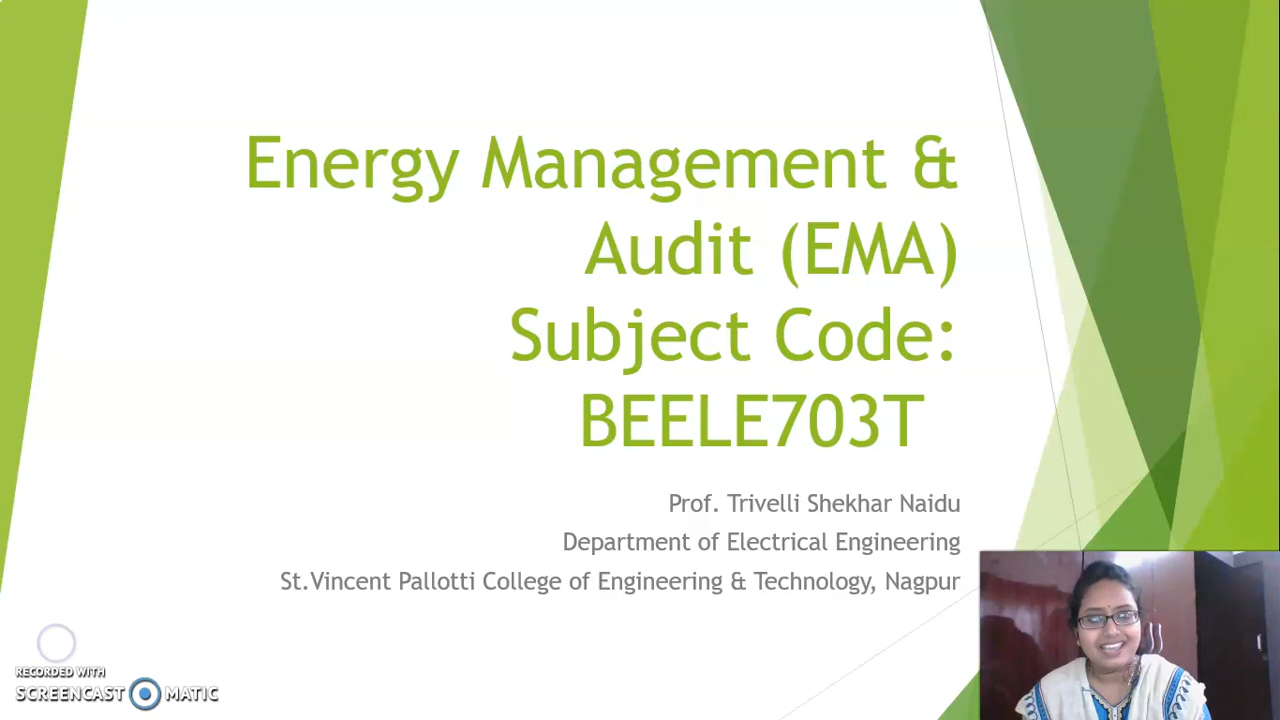 Energy Management &
Audit (EMA)
Subject Code:
BEELE703T
Prof. Trivelli Shekhar Naidu
Department of Electrical Engineering
St.Vincent Pallotti College of Engineering & Technology, Nagpur
RECORDED WITH
SCREENCAST MATIC